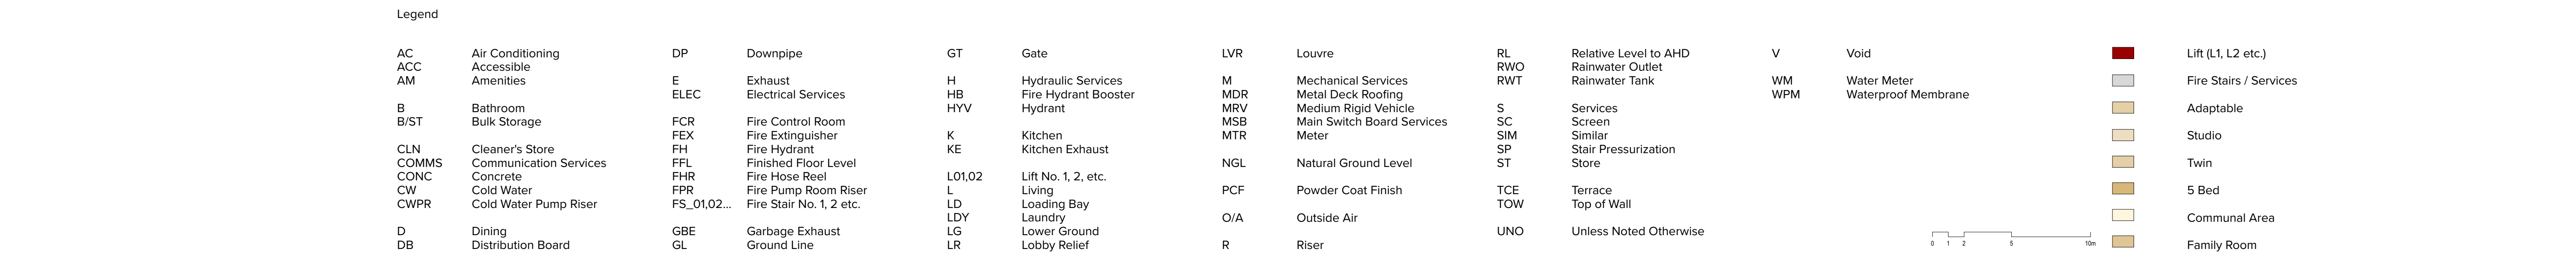 Legend
AC Air Conditioning
ACC Accessible
AM Amenities
B Bathroom
B/ST Bulk Storage
CLN Cleaner's Store
COMMS Communication Services
CONC Concrete
CW Cold Water
CWPR Cold Water Pump Riser
D Dining
DB Distribution Board
DP Downpipe
E Exhaust
ELEC Electrical Services
FCR Fire Control Room
FEX Fire Extinguisher
FH Fire Hydrant
FFL Finished Floor Level
FHR Fire Hose Reel
FPR Fire Pump Room Riser
FS_01,02... Fire Stair No. 1, 2 etc.
GBE Garbage Exhaust
GL Ground Line
GT Gate
H Hydraulic Services
HB Fire Hydrant Booster
HYV Hydrant
K Kitchen
KE Kitchen Exhaust
L01,02 Lift No. 1, 2, etc.
L Living
LD Loading Bay
LDY Laundry
LG Lower Ground
LR Lobby Relief
LVR Louvre
M Mechanical Services
MDR Metal Deck Roofing
MRV Medium Rigid Vehicle
MSB Main Switch Board Services
MTR Meter
NGL Natural Ground Level
PCF Powder Coat Finish
O/A Outside Air
R Riser
RL Relative Level to AHD
RWO Rainwater Outlet
RWT Rainwater Tank
S Services
SC Screen
SIM Similar
SP Stair Pressurization
ST Store
TCE Terrace
TOW Top of Wall
UNO Unless Noted Otherwise
V Void
WM Water Meter
WPM Waterproof Membrane
0 1 2 5 10m
Lift (L1, L2 etc.)
Fire Stairs / Services
Adaptable
Studio
Twin
5 Bed
Communal Area
Family Room